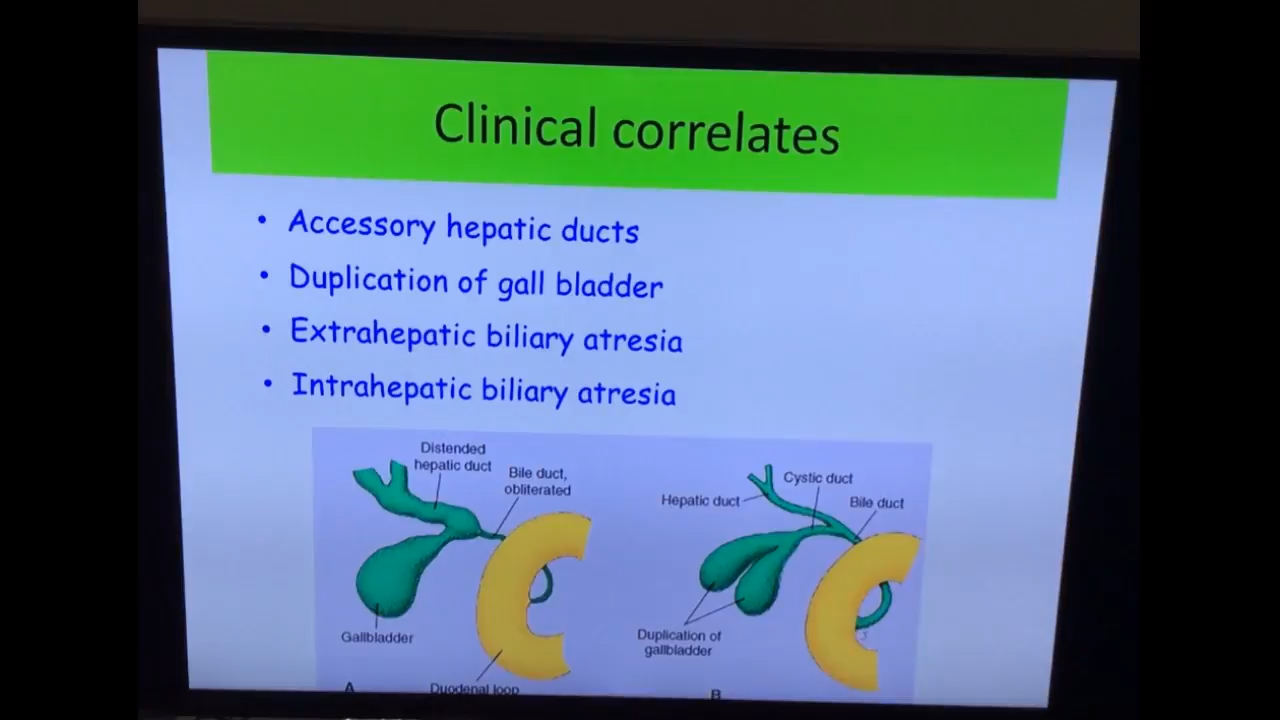 Clinical correlates
• Accessory hepatic ducts
• Duplication of gall bladder
• Extrahepatic biliary atresia
• Intrahepatic biliary atresia
Distended
hepatic duct
Bile duct,
obliterated
Gallbladder
Duodenal loop
A
Cystic duct
Hepatic duct
Bile duct
Duplication of
gallbladder
B